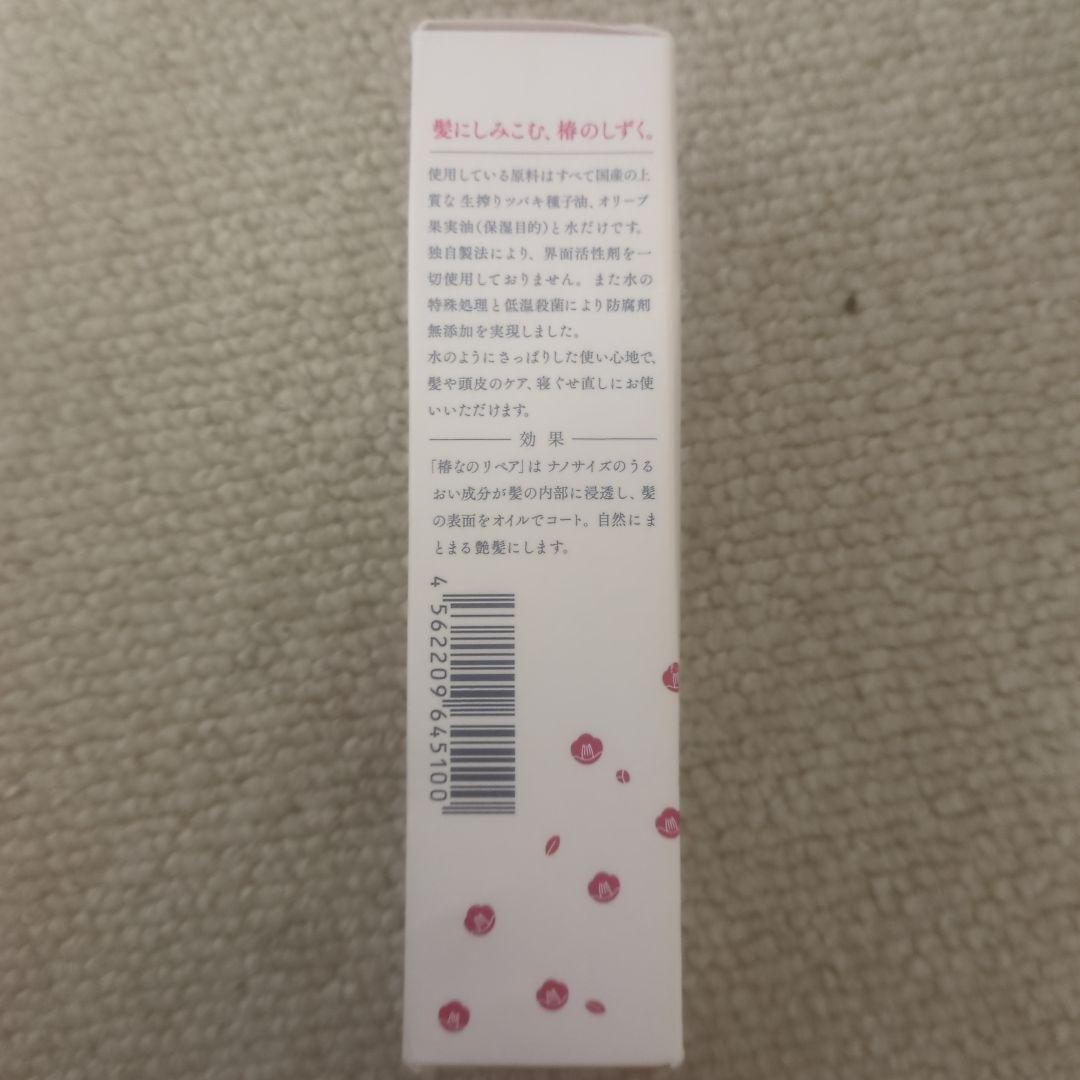 髪にしみこむ、椿のしずく。
使用している原料はすべて国産の上
質な生搾りツバキ種子油、オリーブ
果実油(保湿目的)と水だけです。
独自製法により、界面活性剤を一
切使用しておりません。また水の
特殊処理と低温殺菌により防腐剤
無添加を実現しました。
水のようにさっぱりした使い心地で、
髪や頭皮のケア、寝ぐせ直しにお使
いいただけます。
効果
「椿なのリペア」はナノサイズのうる
おい成分が髪の内部に浸透し、髪
の表面をオイルでコート。自然にま
とまる艶髪にします。
4 562209 645100